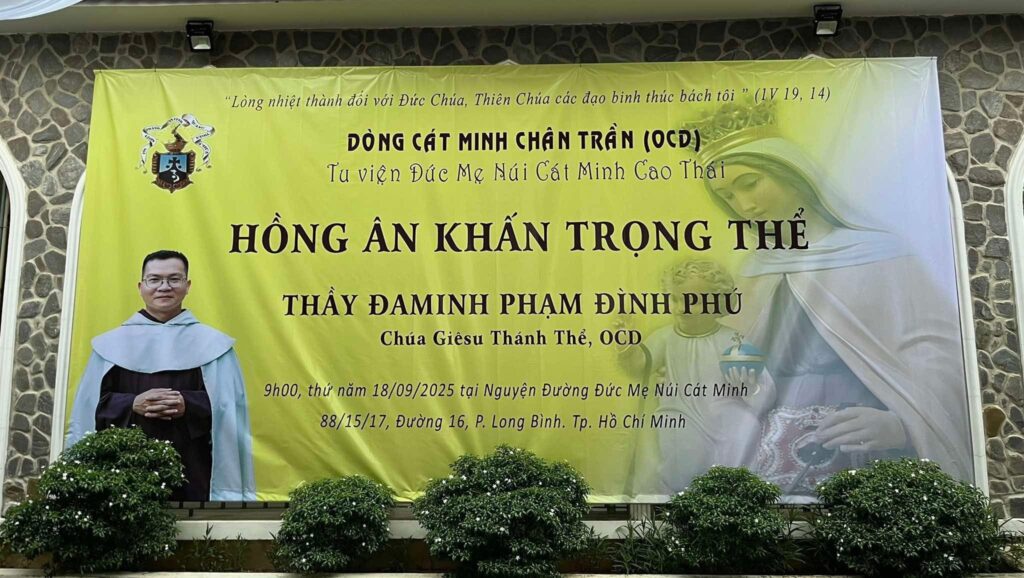 “Lòng nhiệt thành đối với Đức Chúa, Thiên Chúa các đạo binh thúc bách tôi ” (1V 19, 14)
DÒNG CÁT MINH CHÂN TRẦN (OCD)
Tu viện Đức Mẹ Núi Cát Minh Cao Thái
HỒNG ÂN KHẤN TRỌNG THỂ
THẦY ĐAMINH PHẠM ĐÌNH PHÚ
Chúa Giêsu Thánh Thể, OCD
9h00, thứ năm 18/09/2025 tại Nguyện Đường Đức Mẹ Núi Cát Minh
88/15/17, Đường 16, P. Long Bình. Tp. Hồ Chí Minh